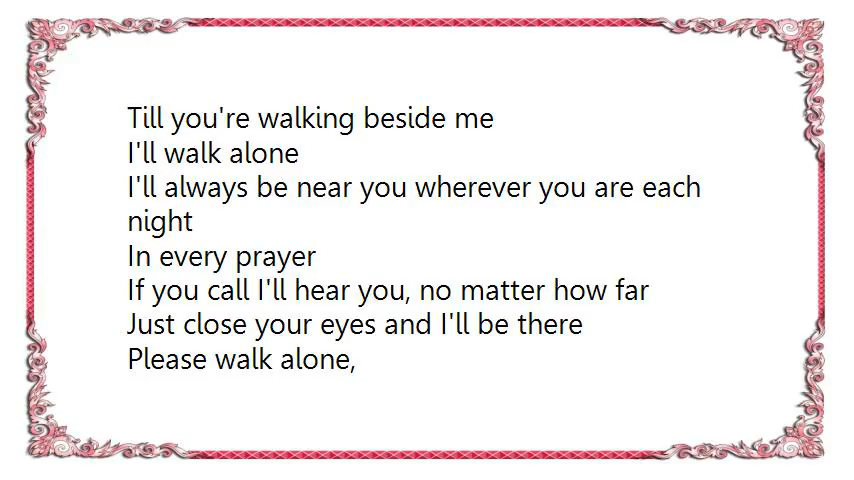 Till you're walking beside me
I'll walk alone
I'll always be near you wherever you are each
night
In every prayer
If you call I'll hear you, no matter how far
Just close your eyes and I'll be there
Please walk alone,